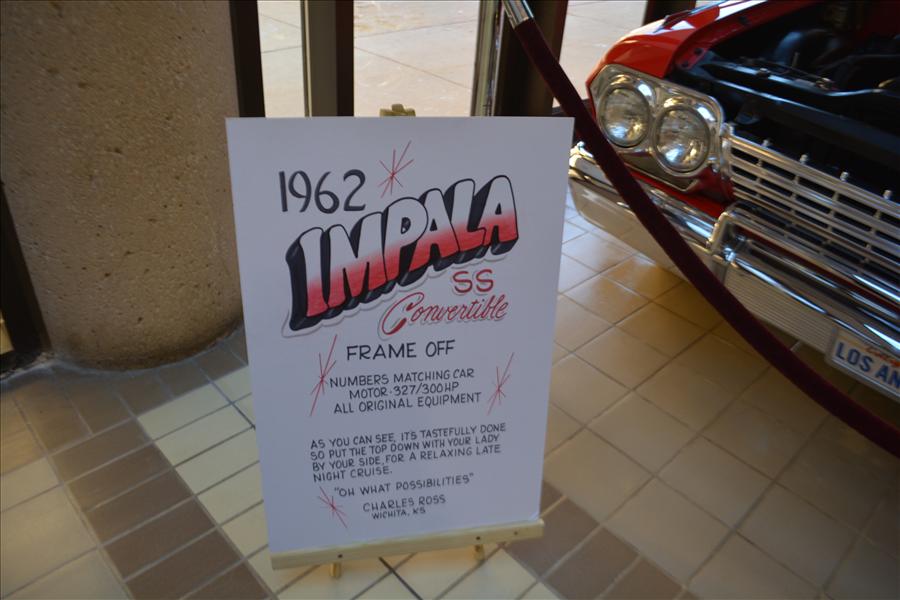 1962
IMPALA
SS
Convertible
FRAME OFF
NUMBERS MATCHING CAR
MOTOR-327/300HP
ALL ORIGINAL EQUIPMENT
AS YOU CAN SEE, IT'S TASTEFULLY DONE
SO PUT THE TOP DOWN WITH YOUR LADY
BY YOUR SIDE, FOR A RELAXING LATE
NIGHT CRUISE.
"OH WHAT POSSIBILITIES"
CHARLES ROSS
WICHITA, KS
LOS AN